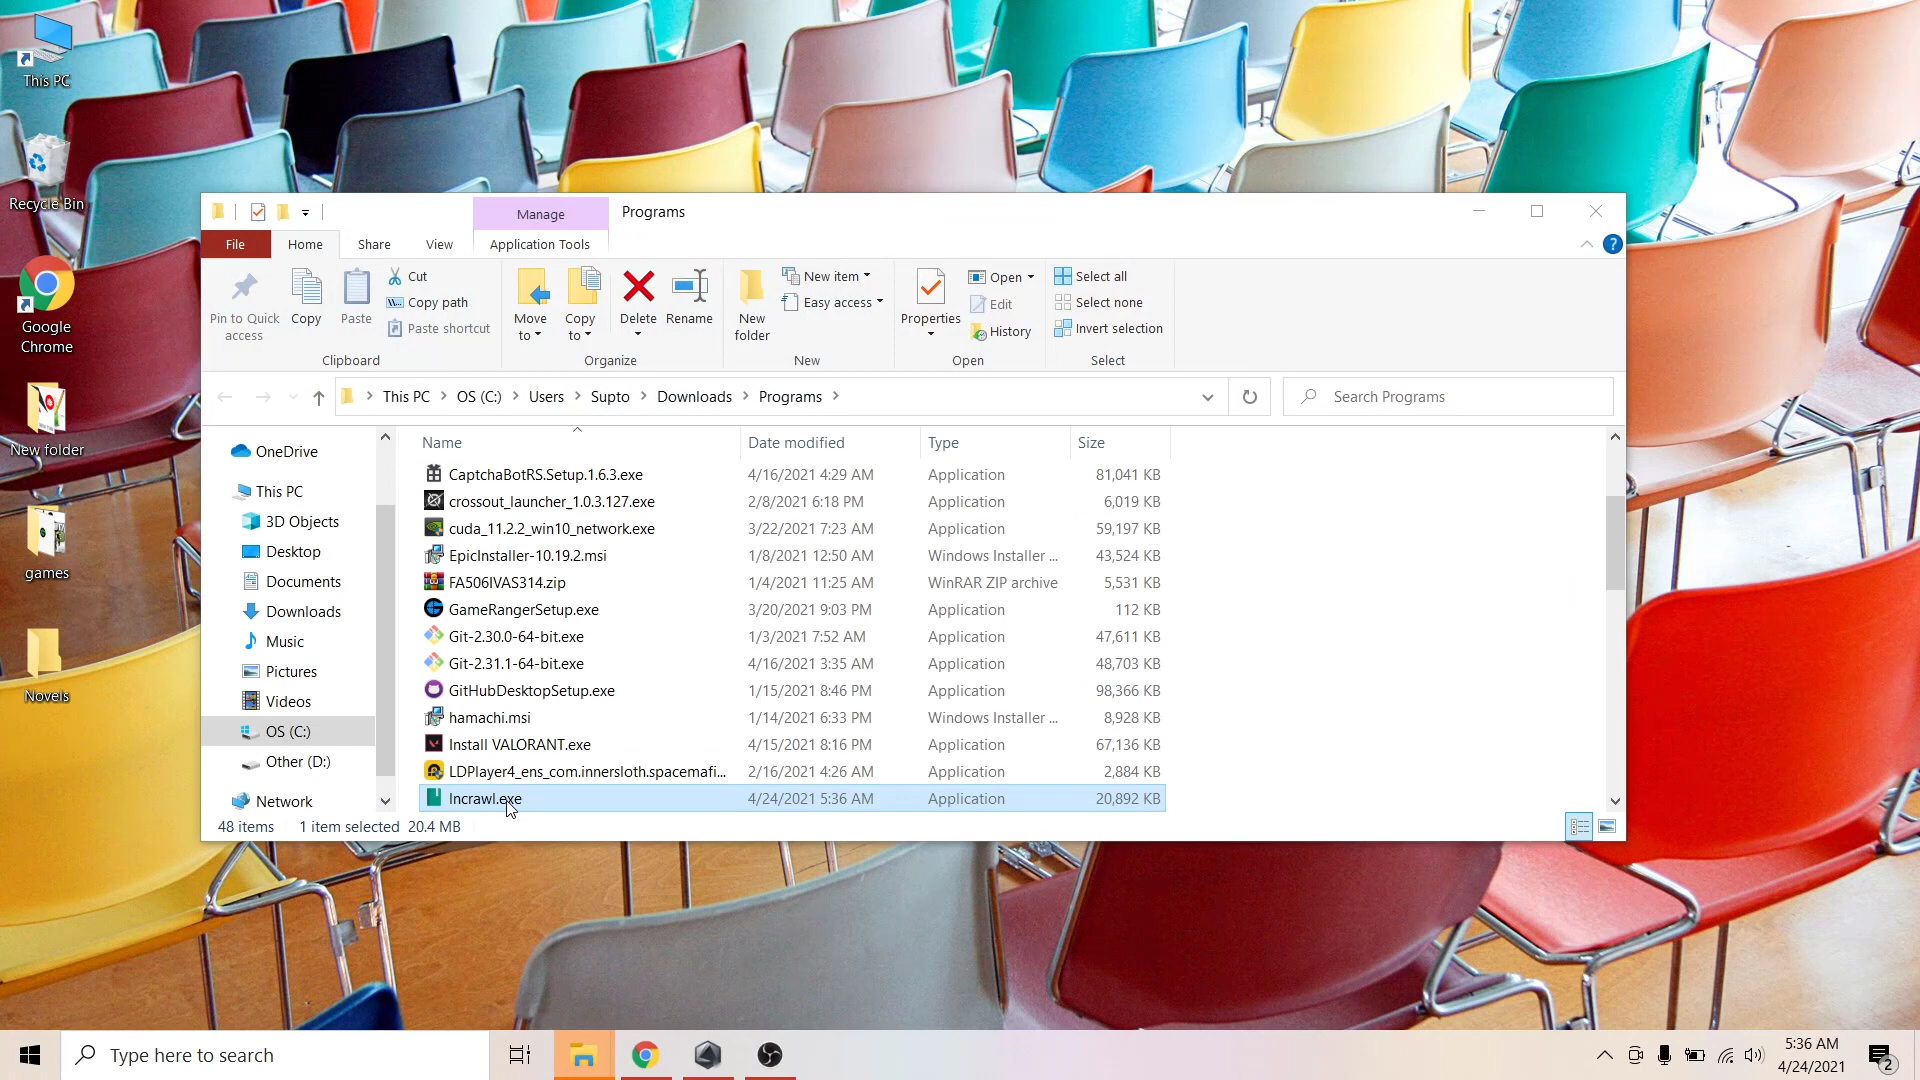 This PC
Recycle Bin
Google
Chrome
New folder
games
Novels
Manage
Programs
File
Home
Share
View
Application Tools
Pin to Quick
access
Copy
Paste
Cut
Copy path
Paste shortcut
Clipboard
Move
to
Copy
to
Delete
Rename
Organize
New
folder
New item
Easy access
New
Properties
Open
Edit
History
Open
Select all
Select none
Invert selection
Select
This PC > OS (C:) > Users > Supto > Downloads > Programs >
Search Programs
OneDrive
This PC
3D Objects
Desktop
Documents
Downloads
Music
Pictures
Videos
OS (C:)
Other (D:)
Network
Name Date modified Type Size
CaptchaBotRS.Setup.1.6.3.exe 4/16/2021 4:29 AM Application 81,041 KB
crossout_launcher_1.0.3.127.exe 2/8/2021 6:18 PM Application 6,019 KB
cuda_11.2.2_win10_network.exe 3/22/2021 7:23 AM Application 59,197 KB
EpicInstaller-10.19.2.msi 1/8/2021 12:50 AM Windows Installer ... 43,524 KB
FA506IVAS314.zip 1/4/2021 11:25 AM WinRAR ZIP archive 5,531 KB
GameRangerSetup.exe 3/20/2021 9:03 PM Application 112 KB
Git-2.30.0-64-bit.exe 1/3/2021 7:52 AM Application 47,611 KB
Git-2.31.1-64-bit.exe 4/16/2021 3:35 AM Application 48,703 KB
GitHubDesktopSetup.exe 1/15/2021 8:46 PM Application 98,366 KB
hamachi.msi 1/14/2021 6:33 PM Windows Installer ... 8,928 KB
Install VALORANT.exe 4/15/2021 8:16 PM Application 67,136 KB
LDPlayer4_ens_com.innersloth.spacemafi... 2/16/2021 4:26 AM Application 2,884 KB
lncrawl.exe 4/24/2021 5:36 AM Application 20,892 KB
48 items 1 item selected 20.4 MB
Type here to search
5:36 AM
4/24/2021
2